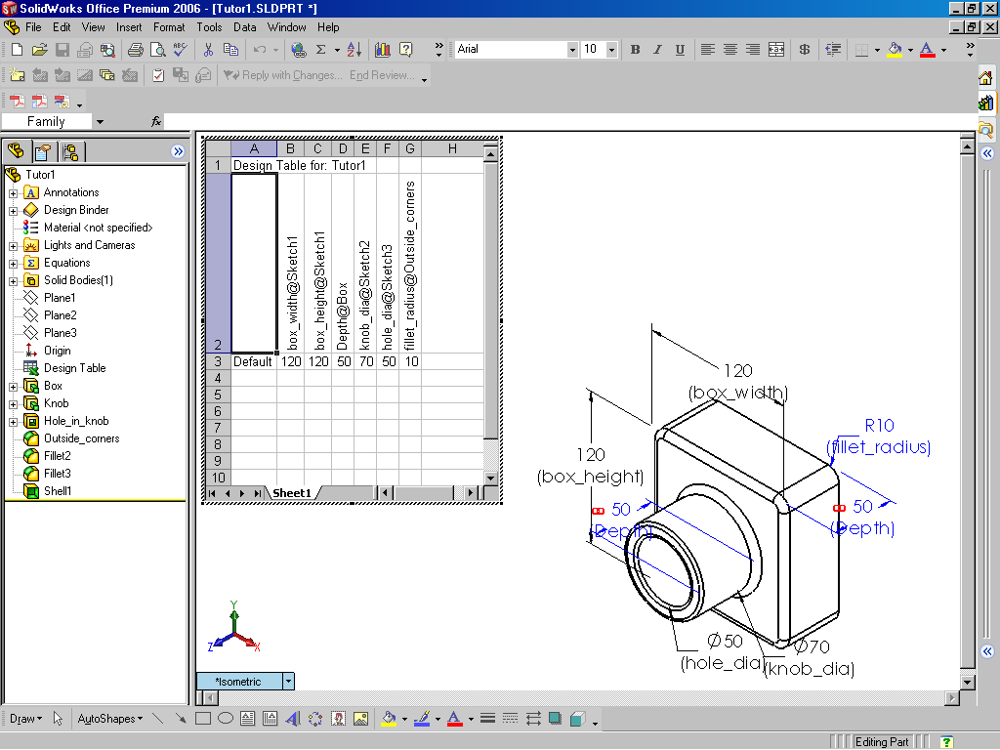 SolidWorks Office Premium 2006 - [Tutor1.SLDPRT *]
File Edit View Insert Format Tools Data Window Help
Arial 10 B I U $
Reply with Changes... End Review...
Family fx
Tutor1
Annotations
Design Binder
Material <not specified>
Lights and Cameras
Equations
Solid Bodies(1)
Plane1
Plane2
Plane3
Origin
Design Table
Box
Knob
Hole_in_knob
Outside_corners
Fillet2
Fillet3
Shell1
A B C D E F G H
1 Design Table for: Tutor1
2 box_width@Sketch1 box_height@Sketch1 Depth@Box knob_dia@Sketch2 hole_dia@Sketch3 fillet_radius@Outside_corners
3 Default 120 120 50 70 50 10
4
5
6
7
8
9
10
Sheet1
120
(box_width)
R10
(fillet_radius)
120
(box_height)
50
(Depth)
50
(Depth)
Ø50
(hole_dia)
Ø70
(knob_dia)
Y
Z X
*Isometric
Draw AutoShapes
Editing Part